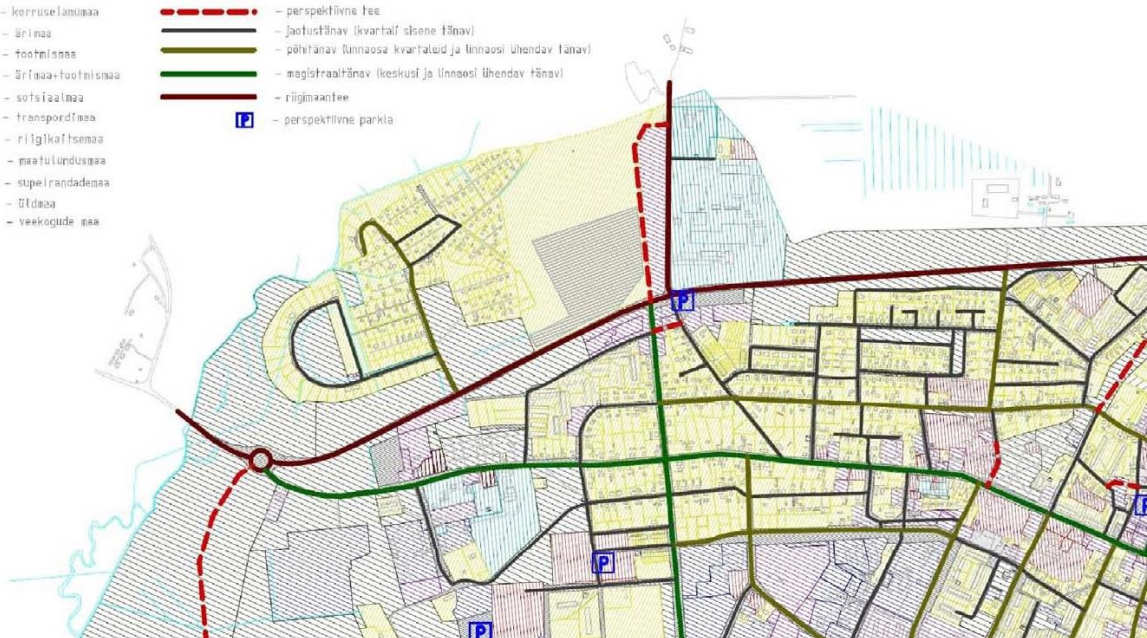 - korruselamumaa
- ärimaa
- tootmismaa
- ärimaa+tootmismaa
- sotsiaalmaa
- transpordimaa
- riigikaitsemaa
- maatulundusmaa
- supelrandademaa
- üldmaa
- veekogude maa
- perspektiivne tee
- jaotustänav (kvartali sisene tänav)
- põhitänav (linnaosa kvartaleid ja linnaosi ühendav tänav)
- magistraaltänav (keskusi ja linnaosi ühendav tänav)
- riigimaantee
P - perspektiivne parkla
P
P
P
P